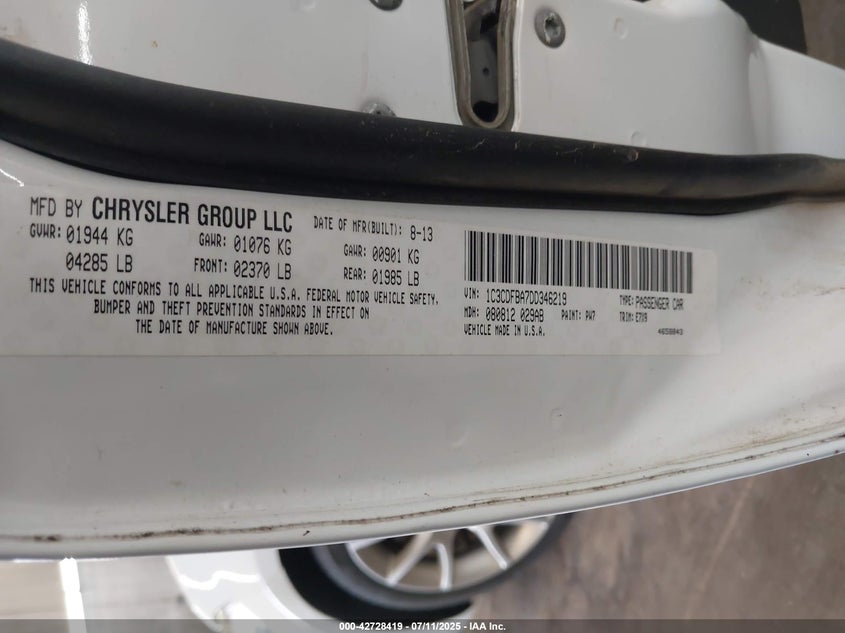 MFD BY CHRYSLER GROUP LLC DATE OF MFR(BUILT): 8-13
GVWR: 01944 KG GAWR: 01076 KG GAWR: 00901 KG
04285 LB FRONT: 02370 LB REAR: 01985 LB
THIS VEHICLE CONFORMS TO ALL APPLICABLE U.S.A. FEDERAL MOTOR VEHICLE SAFETY,
BUMPER AND THEFT PREVENTION STANDARDS IN EFFECT ON
THE DATE OF MANUFACTURE SHOWN ABOVE.
VIN: 1C3CDFBA7DD346219 TYPE: PASSENGER CAR
MDH: 080812 029AB PAINT: PW7 TRIM: E7X9
VEHICLE MADE IN U.S.A. 4658843
000-42728419 - 07/11/2025 - IAA Inc.